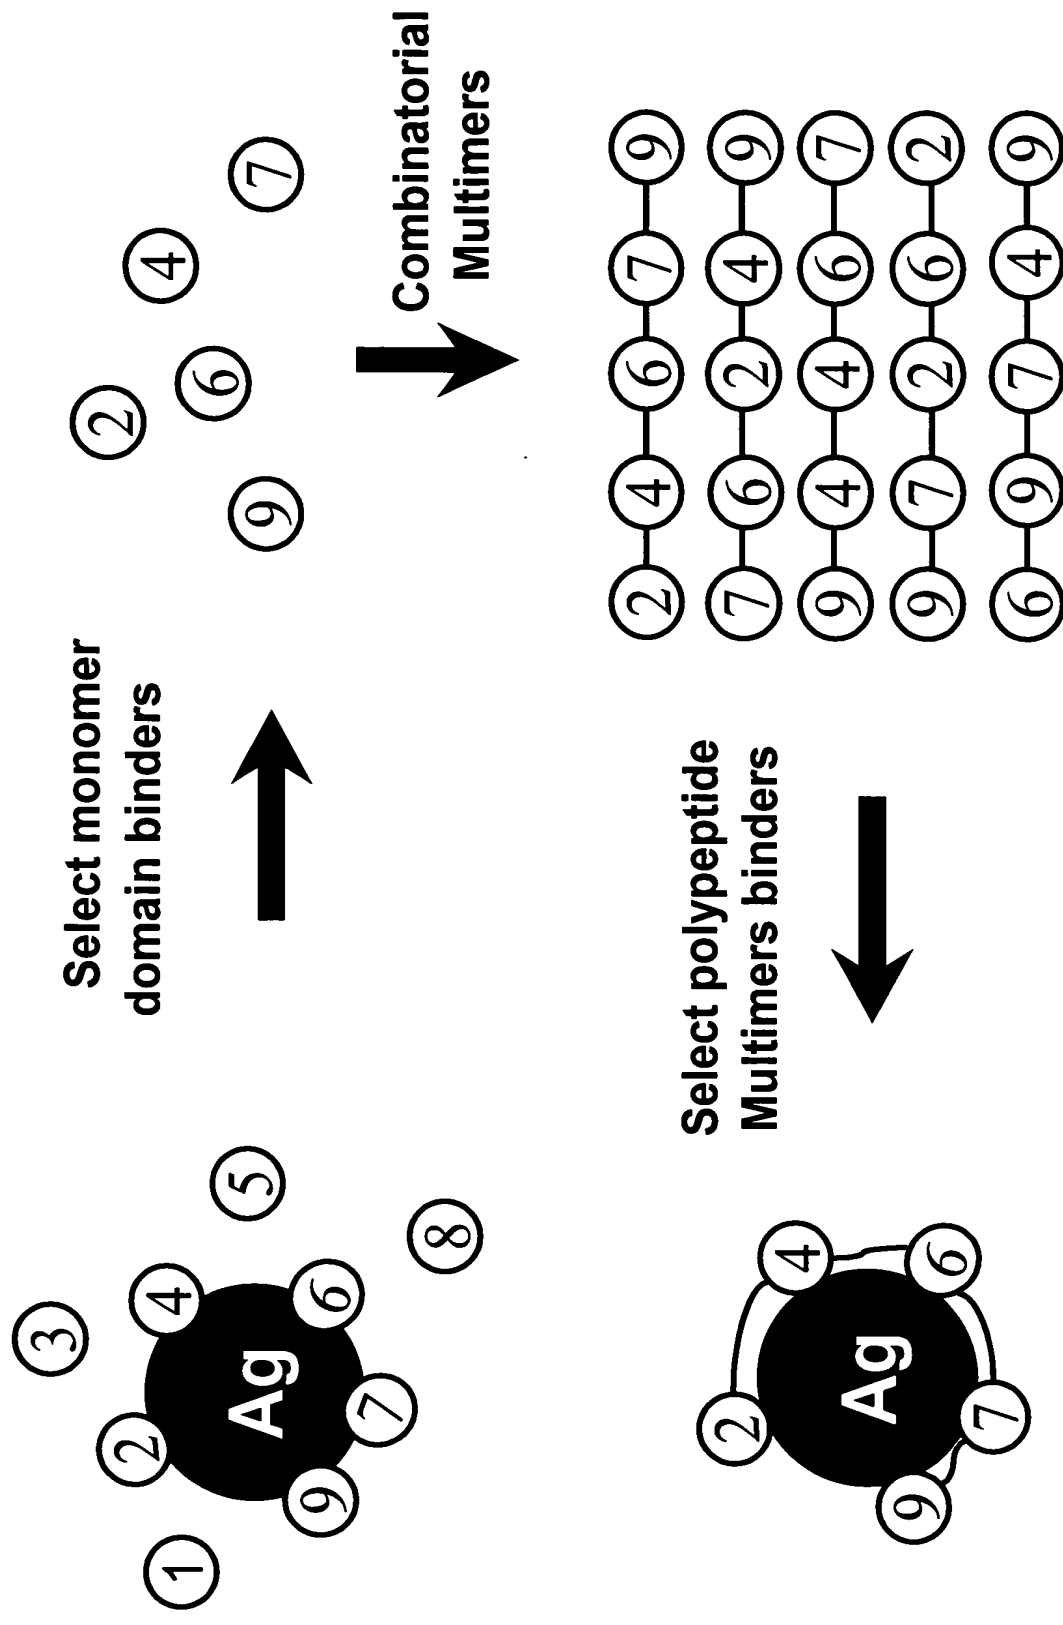 3
2
4
1
5
Ag
9
6
7
8
Select monomer
domain binders
2
4
6
9
7
Combinatorial
Multimers
2 4 6 7 9
7 6 2 4 9
9 4 4 6 7
9 7 2 6 2
6 9 7 4 9
Select polypeptide
Multimers binders
2
4
Ag
9
6
7